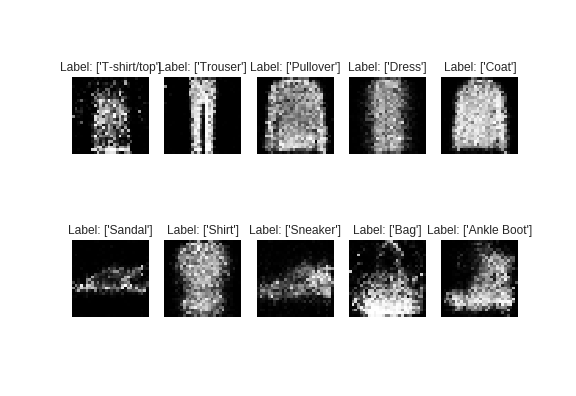 Label: ['T-shirt/top'] Label: ['Trouser'] Label: ['Pullover'] Label: ['Dress'] Label: ['Coat']
Label: ['Sandal'] Label: ['Shirt'] Label: ['Sneaker'] Label: ['Bag'] Label: ['Ankle Boot']